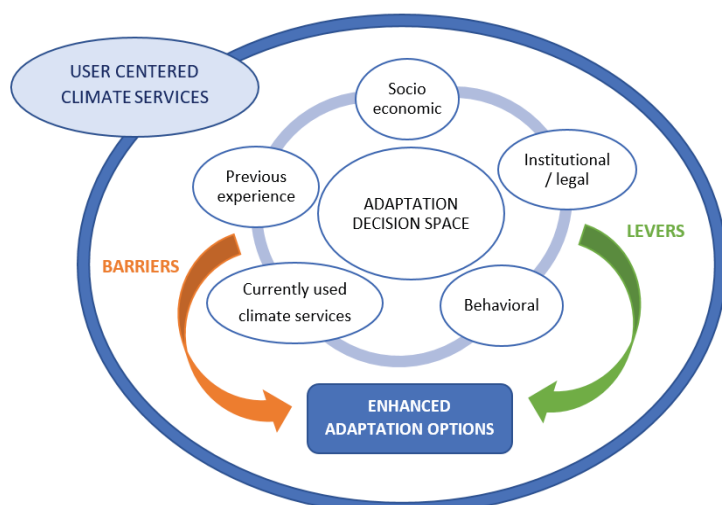 USER CENTERED
CLIMATE SERVICES
Socio
economic
Previous
experience
Institutional
/ legal
ADAPTATION
DECISION SPACE
BARRIERS
LEVERS
Currently used
climate services
Behavioral
ENHANCED
ADAPTATION OPTIONS